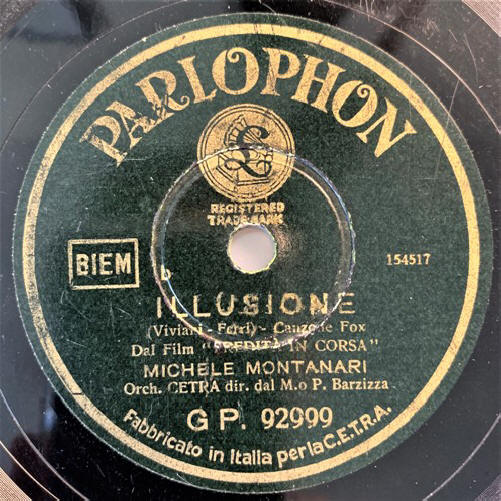 PARLOPHON
£
REGISTERED
TRADE MARK
BIEM
154517
b
ILLUSIONE
(Viviani - Ferri) - Canzone Fox
Dal Film "EREDITÀ IN CORSA"
MICHELE MONTANARI
Orch. CETRA dir. dal M.o P. Barzizza
GP. 92999
Fabbricato in Italia per la C.E.T.R.A.